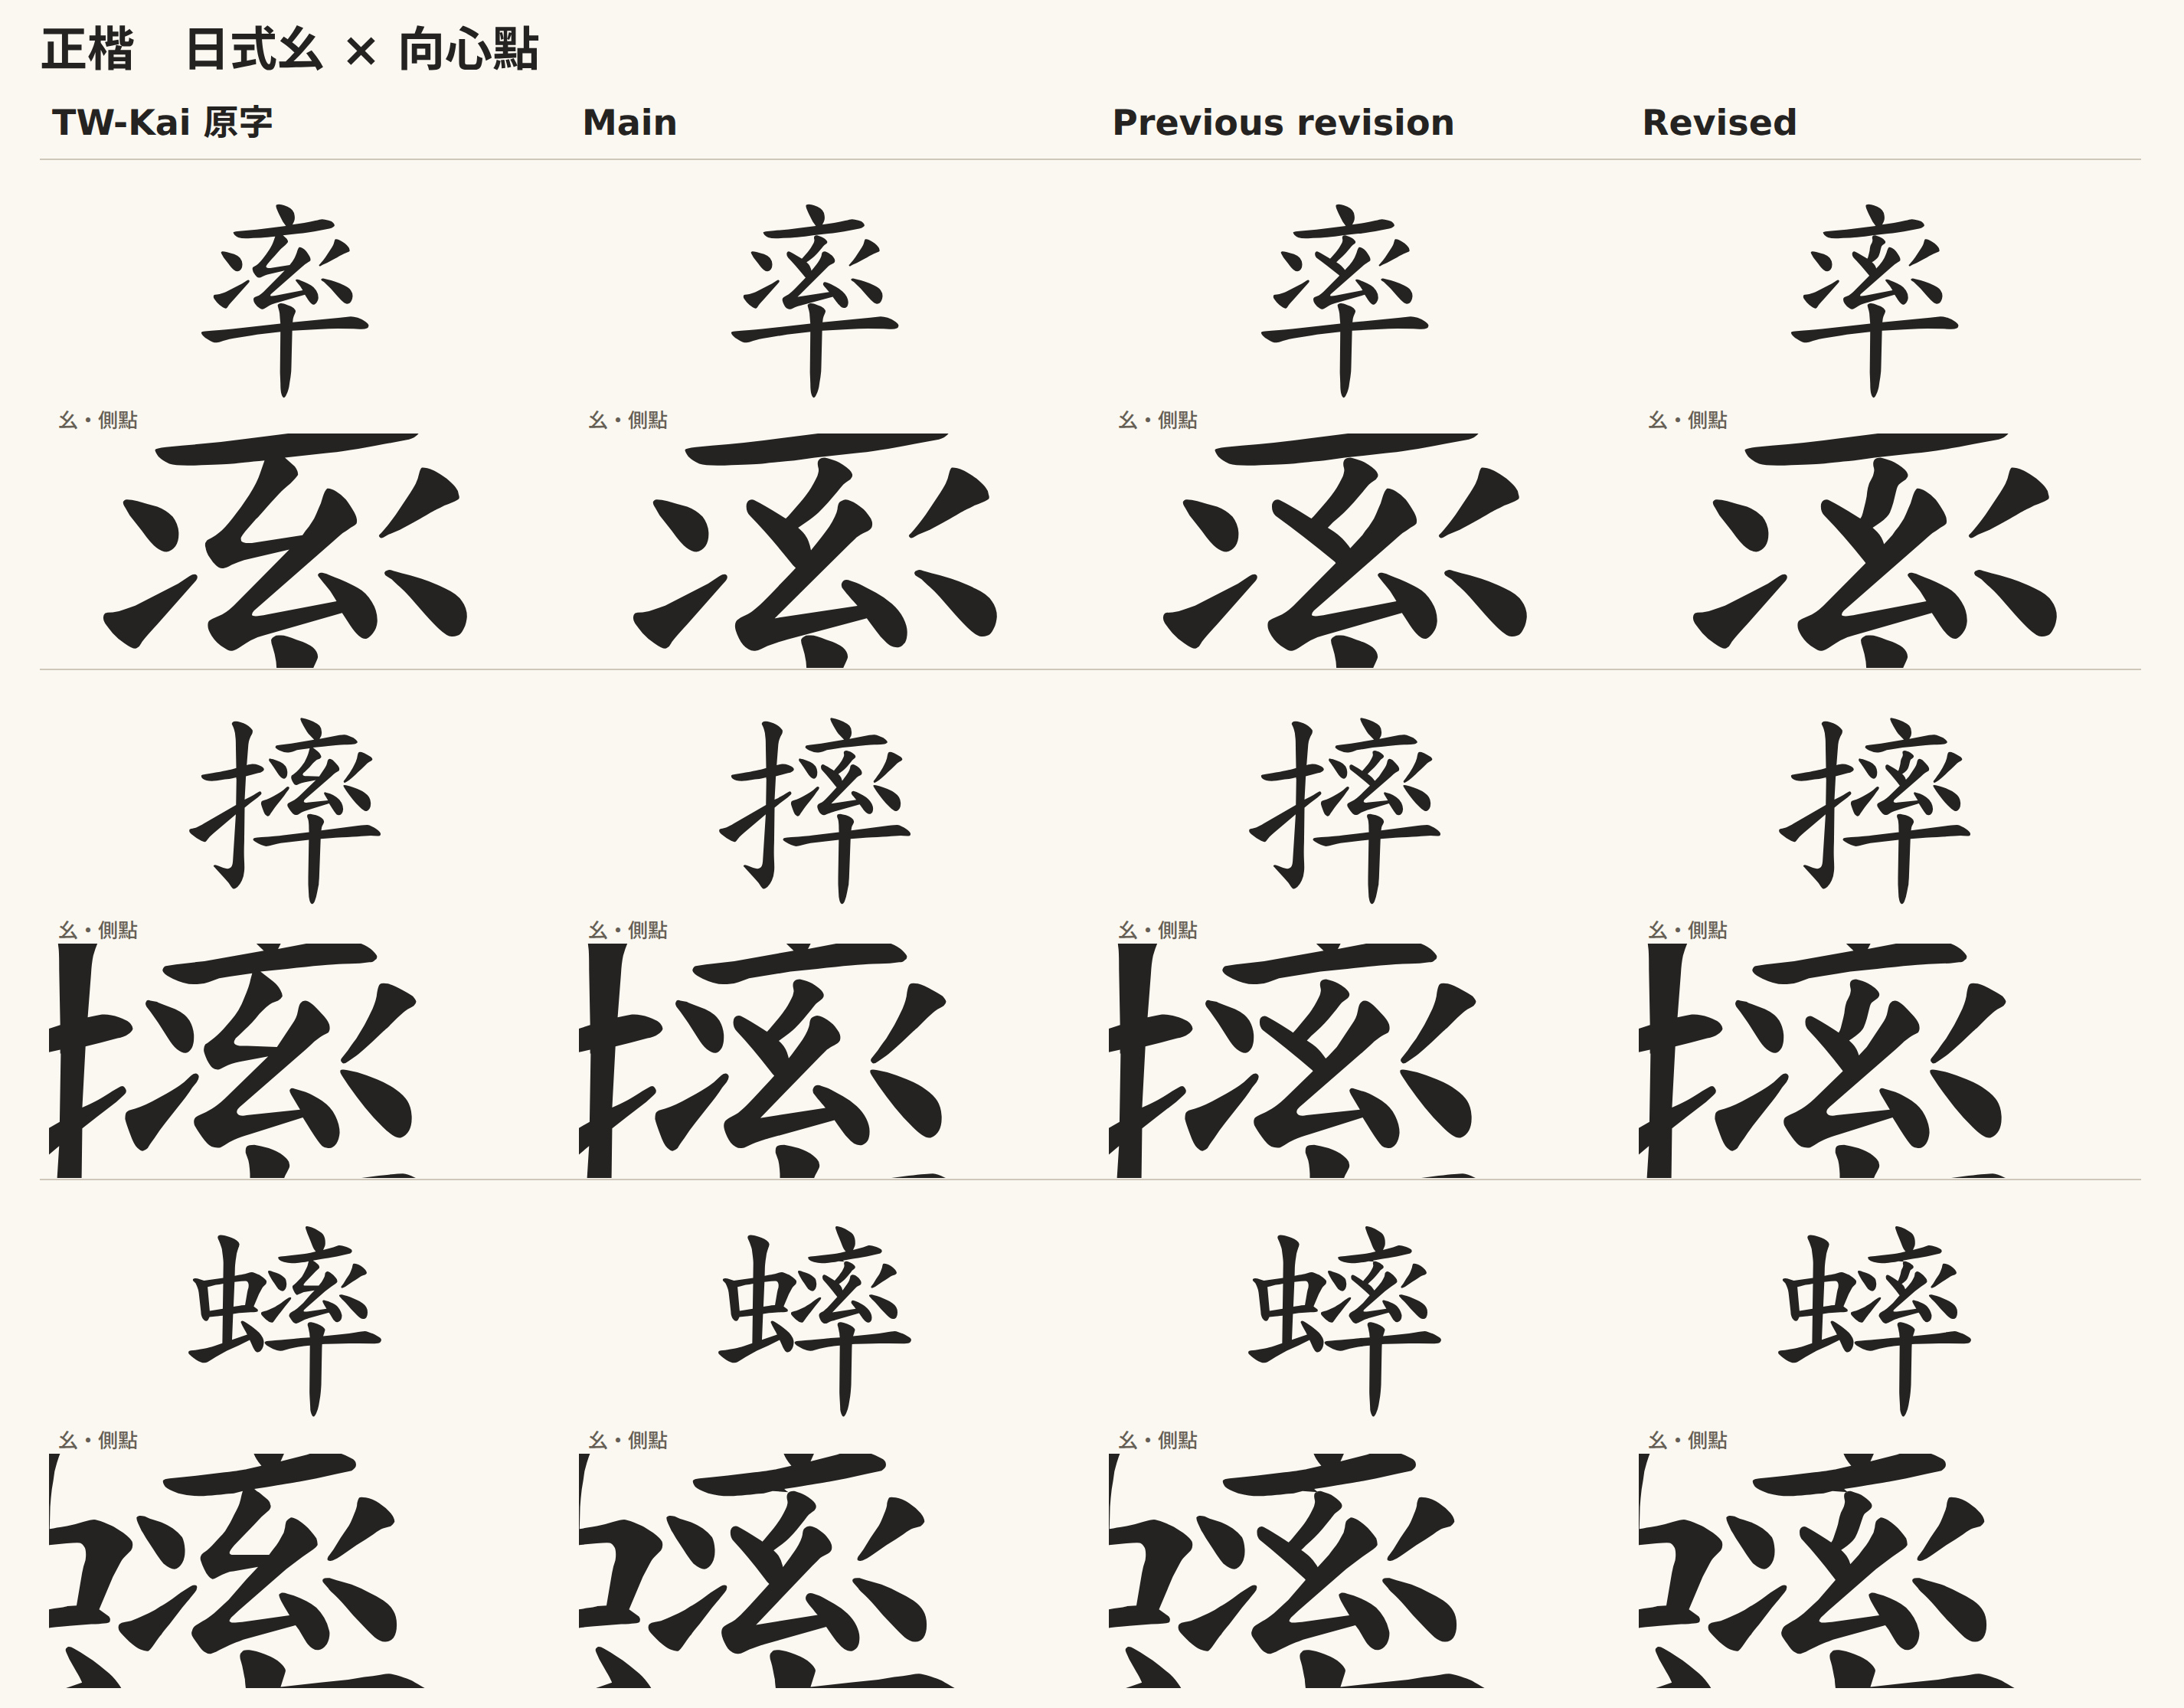 正楷　日式幺 × 向心點
TW-Kai 原字 Main Previous revision Revised
率 率 率 率
幺・側點 幺・側點 幺・側點 幺・側點
摔 摔 摔 摔
幺・側點 幺・側點 幺・側點 幺・側點
蟀 蟀 蟀 蟀
幺・側點 幺・側點 幺・側點 幺・側點